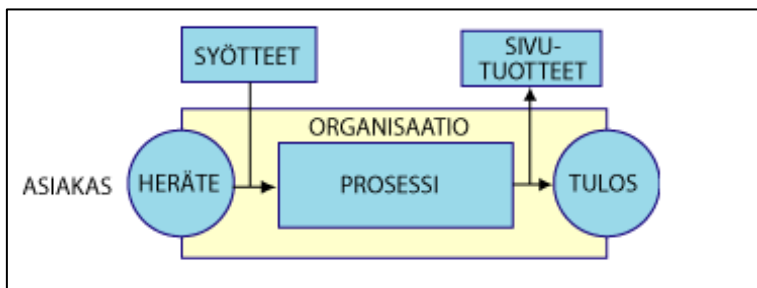 SYÖTTEET
SIVU-
TUOTTEET
ORGANISAATIO
ASIAKAS
HERÄTE
PROSESSI
TULOS